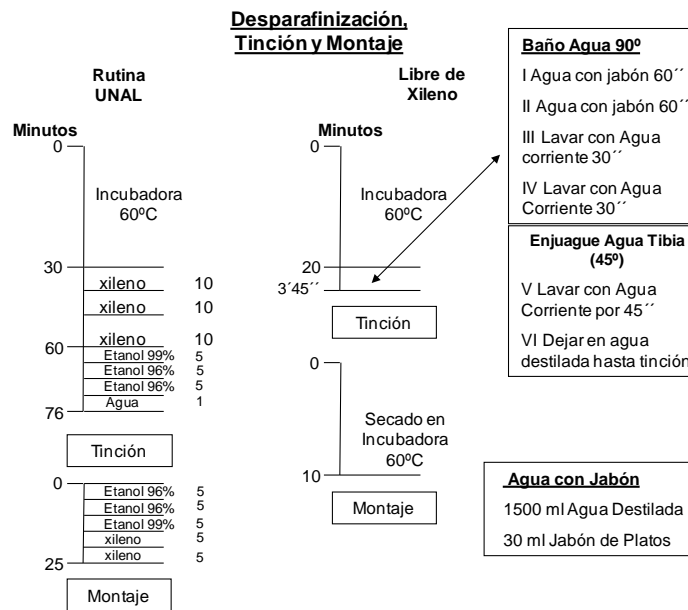 Desparafinización,
Tinción y Montaje
Rutina
UNAL
Minutos
0
Incubadora
60ºC
30
xileno 10
xileno 10
xileno 10
60
Etanol 99% 5
Etanol 96% 5
Etanol 96% 5
Agua 1
76
Tinción
0
Etanol 96% 5
Etanol 96% 5
Etanol 99% 5
xileno 5
xileno 5
25
Montaje
Libre de
Xileno
Minutos
0
Incubadora
60ºC
20
3´45´´
Tinción
0
Secado en
Incubadora
60ºC
10
Montaje
Baño Agua 90º
I Agua con jabón 60´´
II Agua con jabón 60´´
III Lavar con Agua
corriente 30´´
IV Lavar con Agua
Corriente 30´´
Enjuague Agua Tibia
(45º)
V Lavar con Agua
Corriente por 45´´
VI Dejar en agua
destilada hasta tinción
Agua con Jabón
1500 ml Agua Destilada
30 ml Jabón de Platos